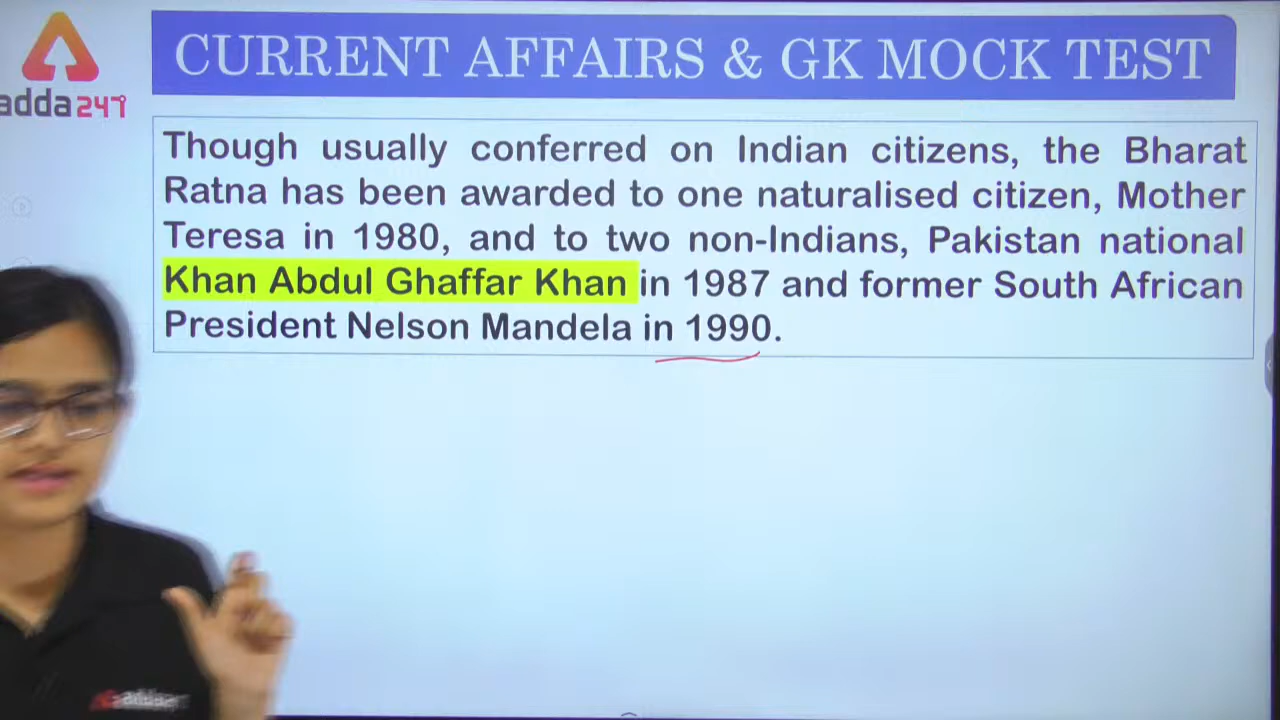 CURRENT AFFAIRS & GK MOCK TEST
adda247
Though usually conferred on Indian citizens, the Bharat
Ratna has been awarded to one naturalised citizen, Mother
Teresa in 1980, and to two non-Indians, Pakistan national
Khan Abdul Ghaffar Khan in 1987 and former South African
President Nelson Mandela in 1990.